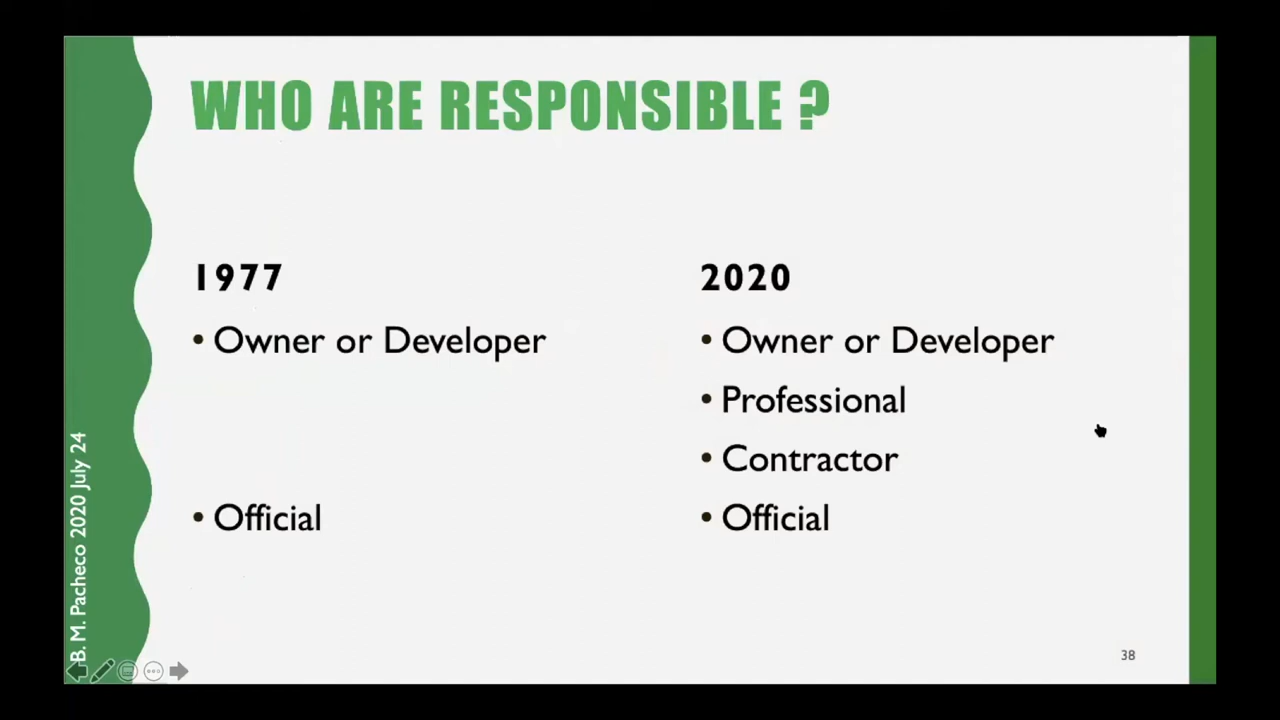 WHO ARE RESPONSIBLE ?
1977
• Owner or Developer
• Official
2020
• Owner or Developer
• Professional
• Contractor
• Official
B. M. Pacheco 2020 July 24
38